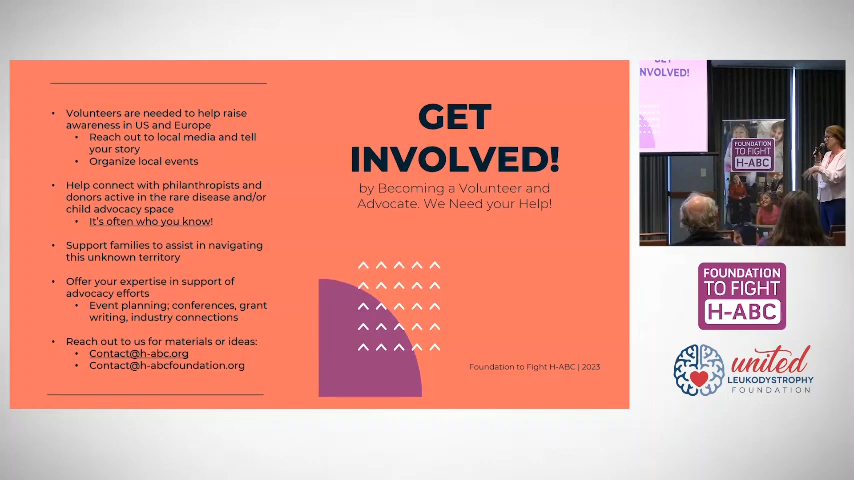 • Volunteers are needed to help raise
awareness in US and Europe
• Reach out to local media and tell
your story
• Organize local events
• Help connect with philanthropists and
donors active in the rare disease and/or
child advocacy space
• It's often who you know!
• Support families to assist in navigating
this unknown territory
• Offer your expertise in support of
advocacy efforts
• Event planning; conferences, grant
writing, industry connections
• Reach out to us for materials or ideas:
• Contact@h-abc.org
• Contact@h-abcfoundation.org
GET
INVOLVED!
by Becoming a Volunteer and
Advocate. We Need your Help!
Foundation to Fight H-ABC | 2023
GET
NVOLVED!
FOUNDATION
TO FIGHT
H-ABC
FOUNDATION
TO FIGHT
H-ABC
united
LEUKODYSTROPHY
FOUNDATION